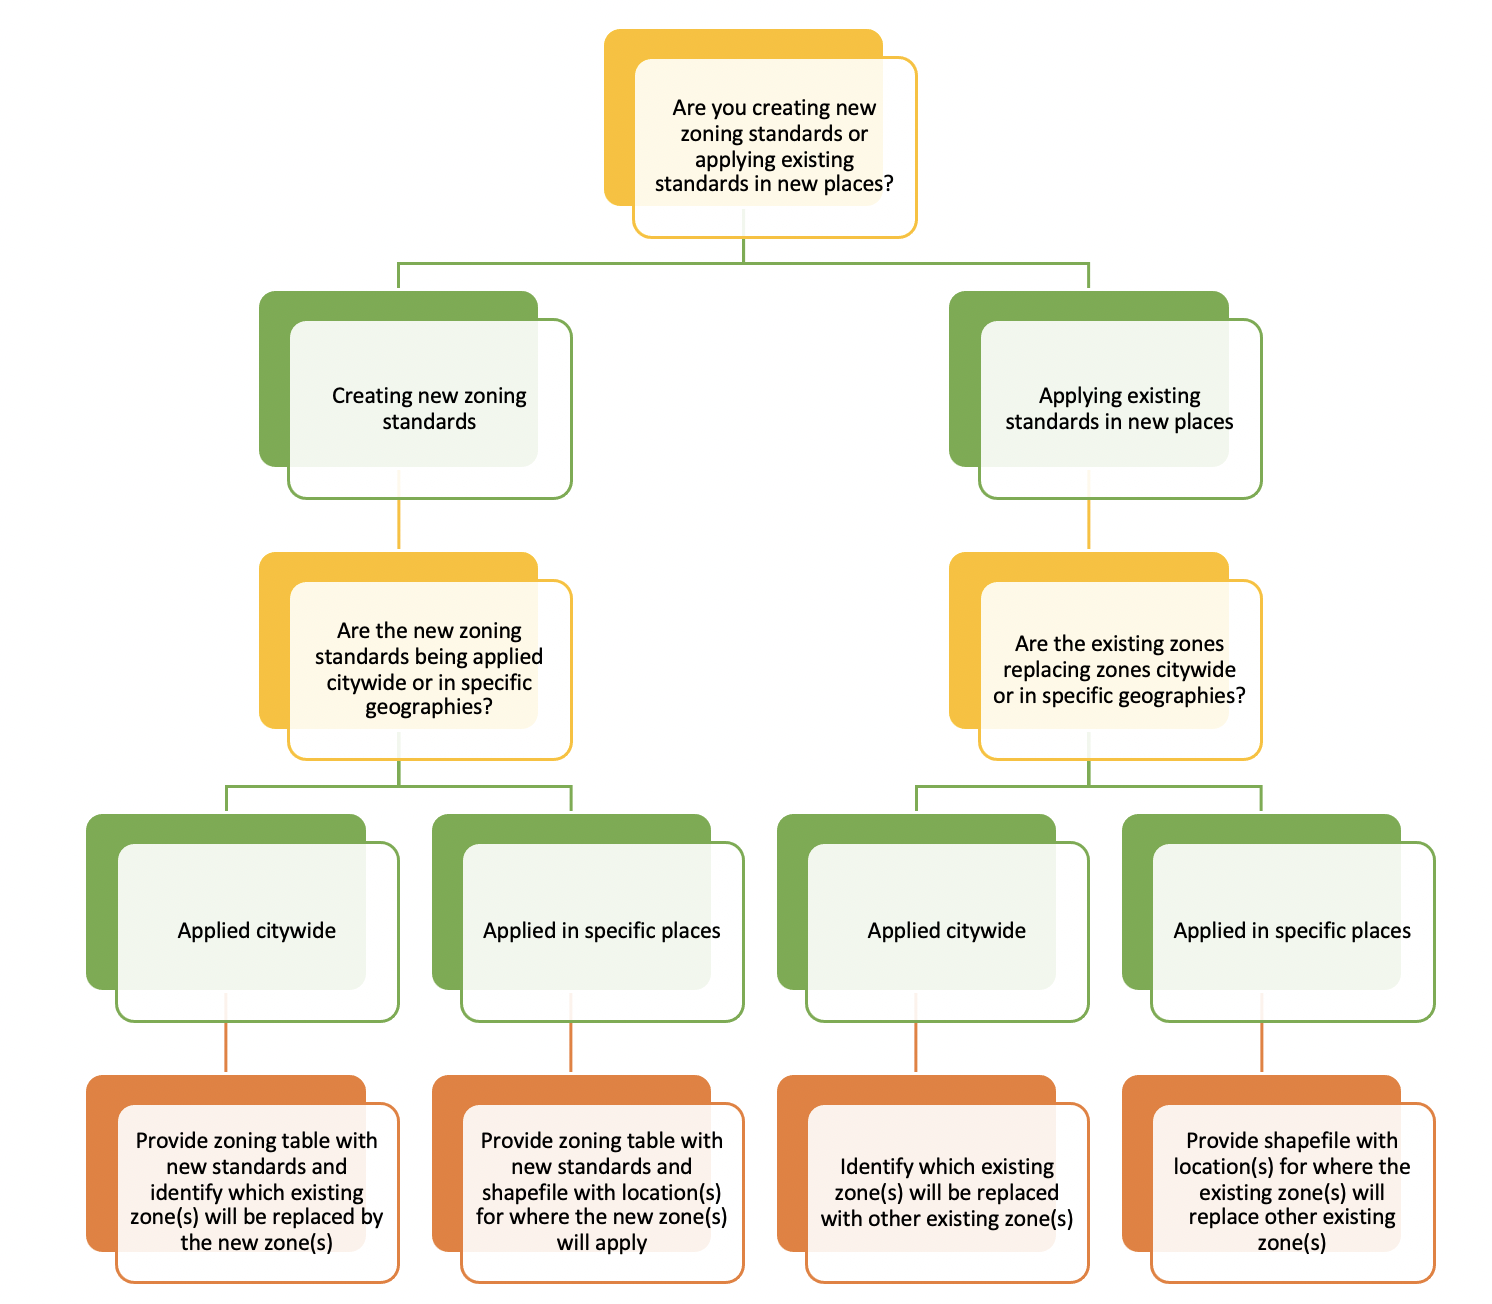 Are you creating new
zoning standards or
applying existing
standards in new places?
Creating new zoning
standards
Applying existing
standards in new places
Are the new zoning
standards being applied
citywide or in specific
geographies?
Are the existing zones
replacing zones citywide
or in specific geographies?
Applied citywide
Applied in specific places
Applied citywide
Applied in specific places
Provide zoning table with
new standards and
identify which existing
zone(s) will be replaced by
the new zone(s)
Provide zoning table with
new standards and
shapefile with location(s)
for where the new zone(s)
will apply
Identify which existing
zone(s) will be replaced
with other existing zone(s)
Provide shapefile with
location(s) for where the
existing zone(s) will
replace other existing
zone(s)